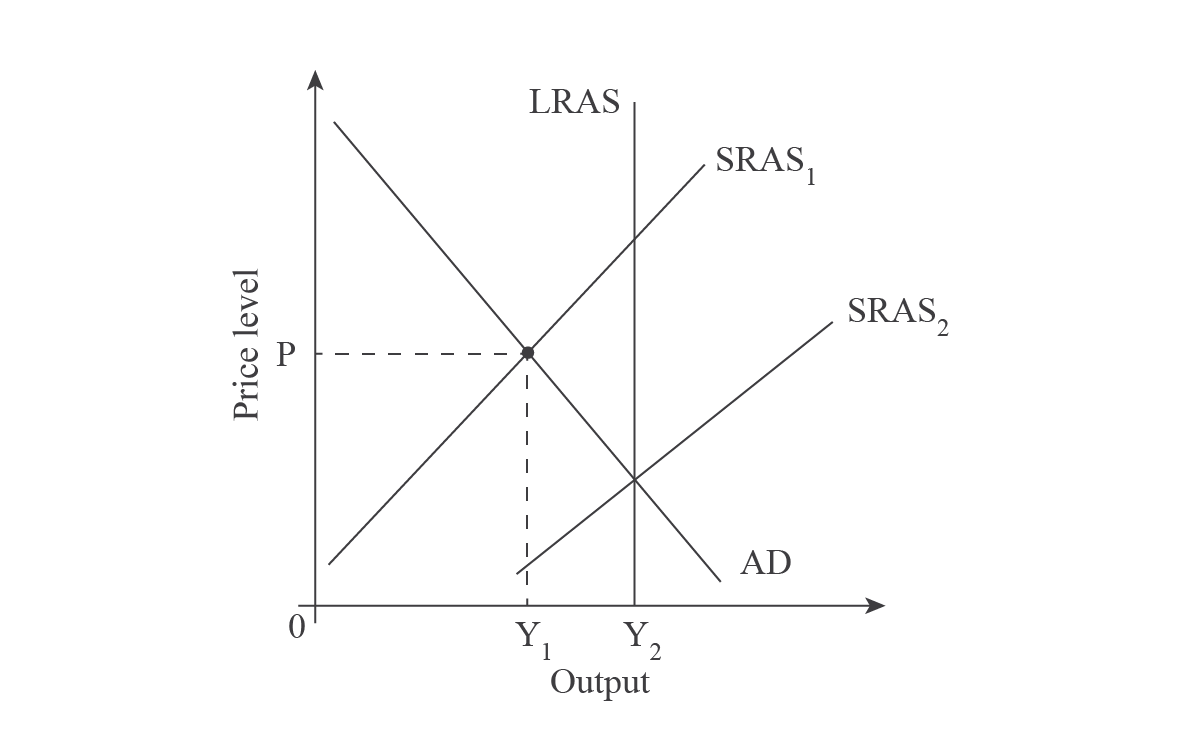 LRAS
SRAS1
SRAS2
Price level
P
AD
0
Y1
Y2
Output